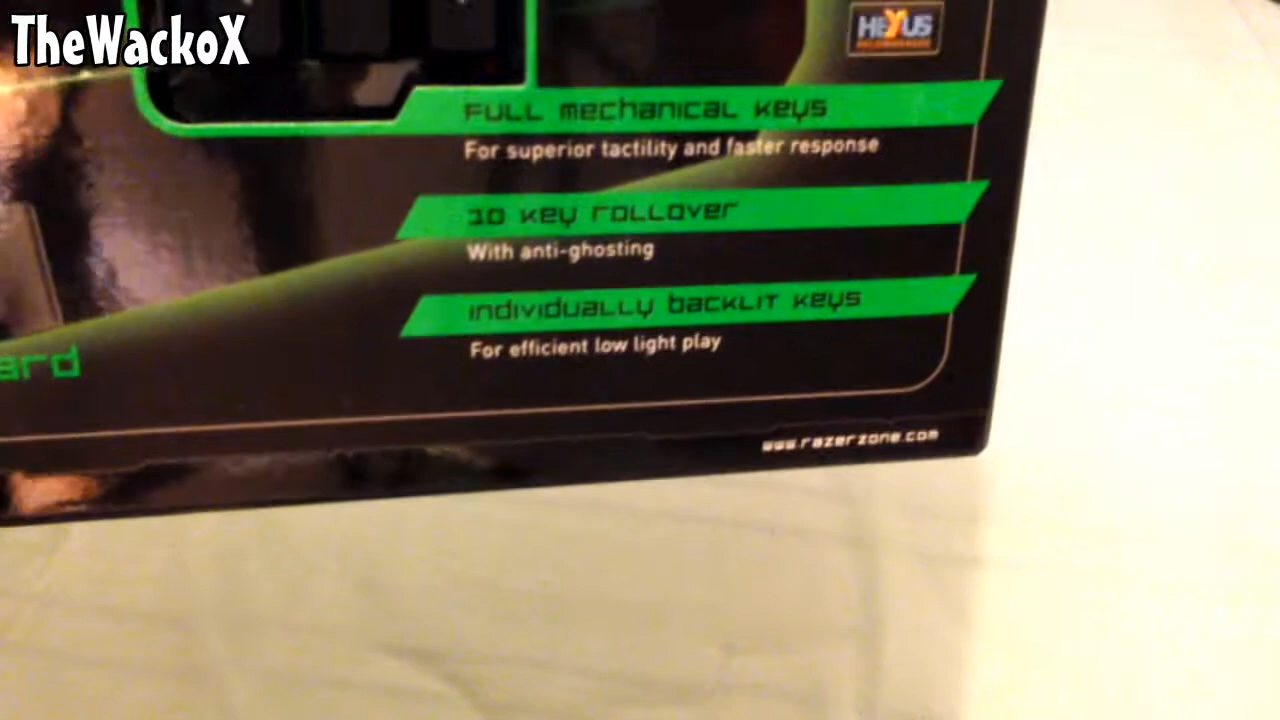 TheWackoX
HEXUS
RECOMMENDED
FULL mechanical keys
For superior tactility and faster response
10 key rollover
With anti-ghosting
individually backlit keys
For efficient low light play
ard
www.razerzone.com